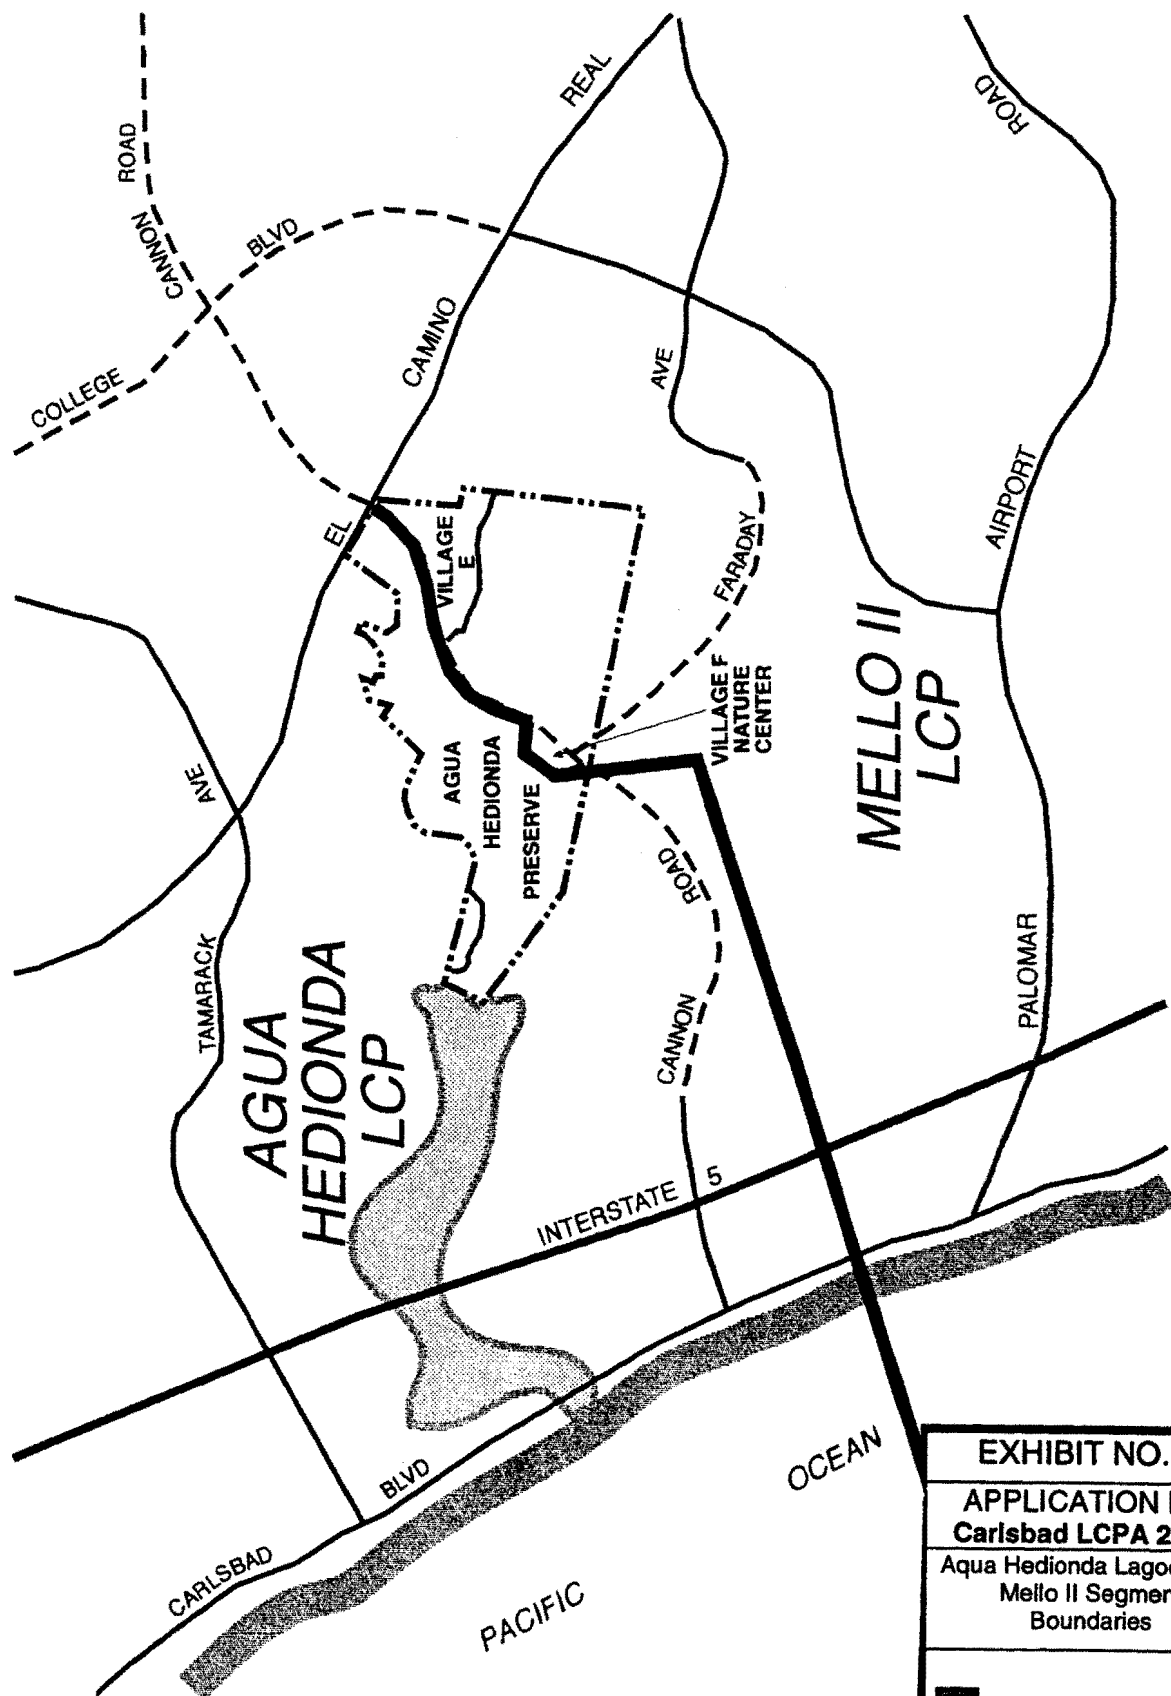 ROAD
CANNON
COLLEGE
BLVD
EL
CAMINO
REAL
ROAD
AVE
FARADAY
AIRPORT
PALOMAR
VILLAGE
E
VILLAGE F
NATURE
CENTER
AGUA
HEDIONDA
PRESERVE
MELLO II
LCP
AVE
TAMARACK
AGUA
HEDIONDA
LCP
ROAD
CANNON
INTERSTATE 5
CARLSBAD
BLVD
PACIFIC
OCEAN
EXHIBIT NO.
APPLICATION
Carlsbad LCPA 2
Aqua Hedionda Lago
Mello II Segmen
Boundaries